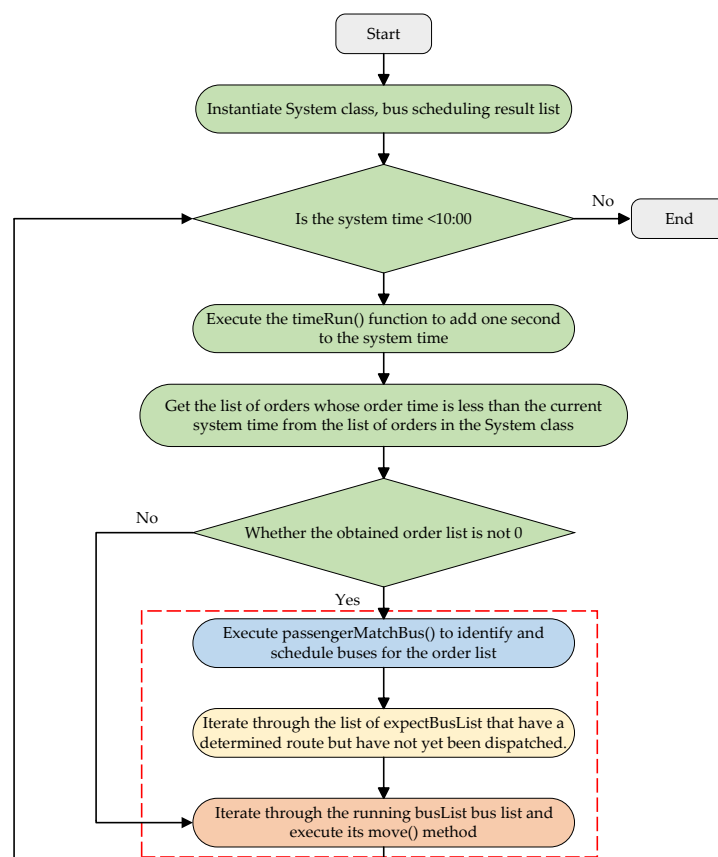 Start
Instantiate System class, bus scheduling result list
Is the system time <10:00
No
End
Execute the timeRun() function to add one second
to the system time
Get the list of orders whose order time is less than the current
system time from the list of orders in the System class
No
Whether the obtained order list is not 0
Yes
Execute passengerMatchBus() to identify and
schedule buses for the order list
Iterate through the list of expectBusList that have a
determined route but have not yet been dispatched.
Iterate through the running busList bus list and
execute its move() method